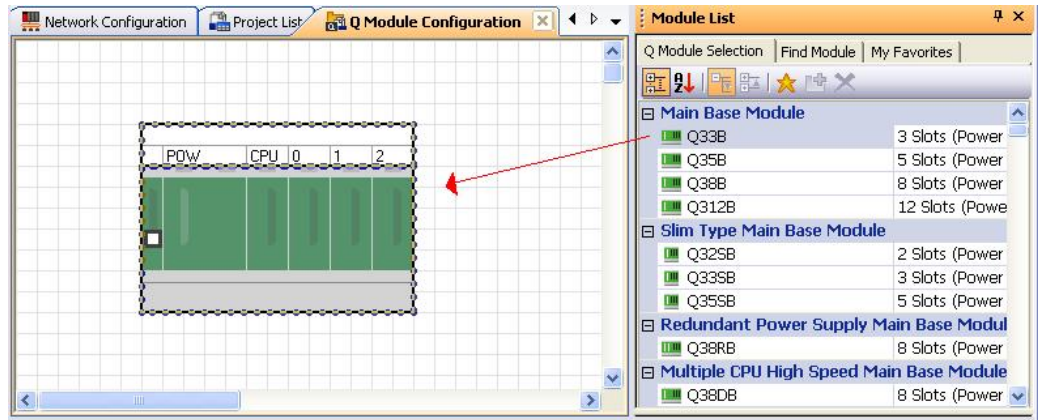 Network Configuration
Project List
Q Module Configuration
POW CPU 0 1 2
Module List
Q Module Selection Find Module My Favorites
Main Base Module
Q33B 3 Slots (Power
Q35B 5 Slots (Power
Q38B 8 Slots (Power
Q312B 12 Slots (Powe
Slim Type Main Base Module
Q32SB 2 Slots (Power
Q33SB 3 Slots (Power
Q35SB 5 Slots (Power
Redundant Power Supply Main Base Modul
Q38RB 8 Slots (Power
Multiple CPU High Speed Main Base Module
Q38DB 8 Slots (Power